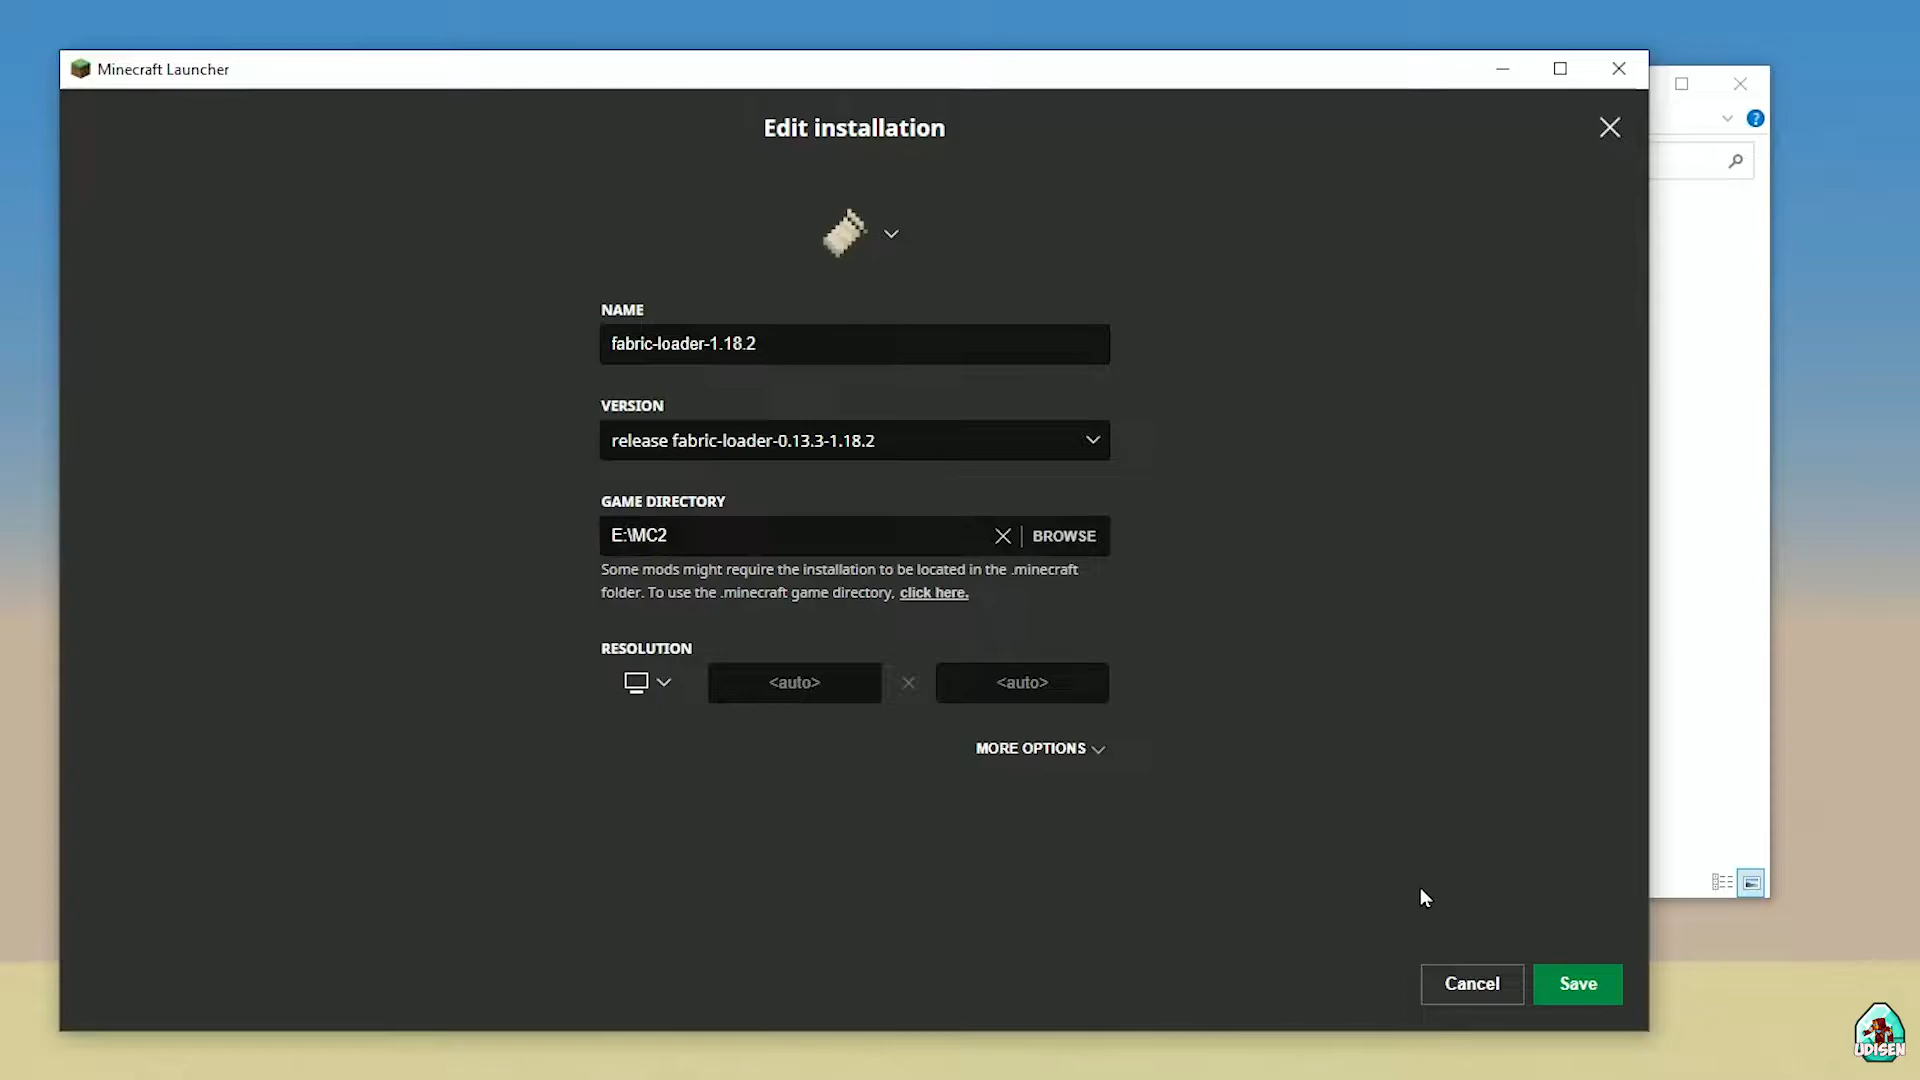 Minecraft Launcher
?
Edit installation
NAME
fabric-loader-1.18.2
VERSION
release fabric-loader-0.13.3-1.18.2
GAME DIRECTORY
E:\MC2
BROWSE
Some mods might require the installation to be located in the .minecraft
folder. To use the .minecraft game directory, click here.
RESOLUTION
<auto>
<auto>
MORE OPTIONS
Cancel
Save
UDISEN